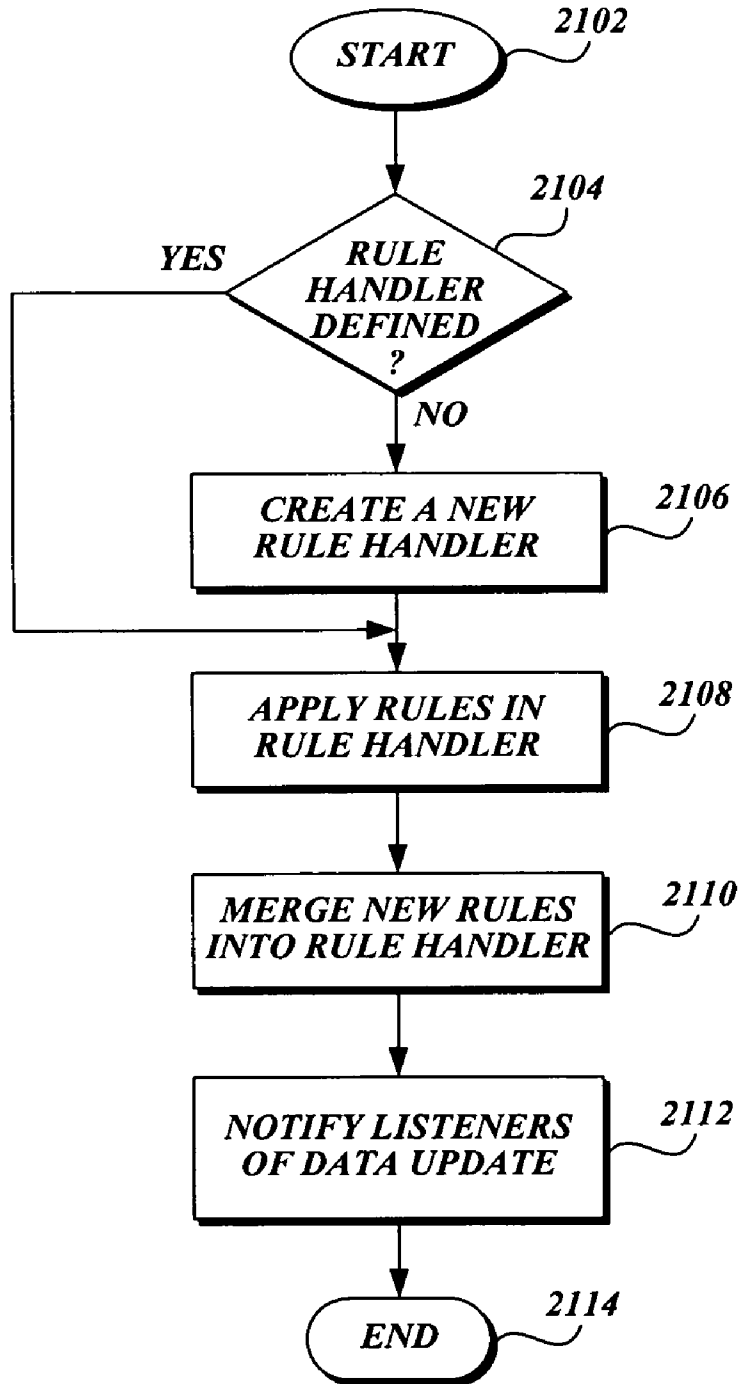 START
2102
2104
YES
RULE
HANDLER
DEFINED
?
NO
CREATE A NEW
RULE HANDLER
2106
APPLY RULES IN
RULE HANDLER
2108
MERGE NEW RULES
INTO RULE HANDLER
2110
NOTIFY LISTENERS
OF DATA UPDATE
2112
END
2114